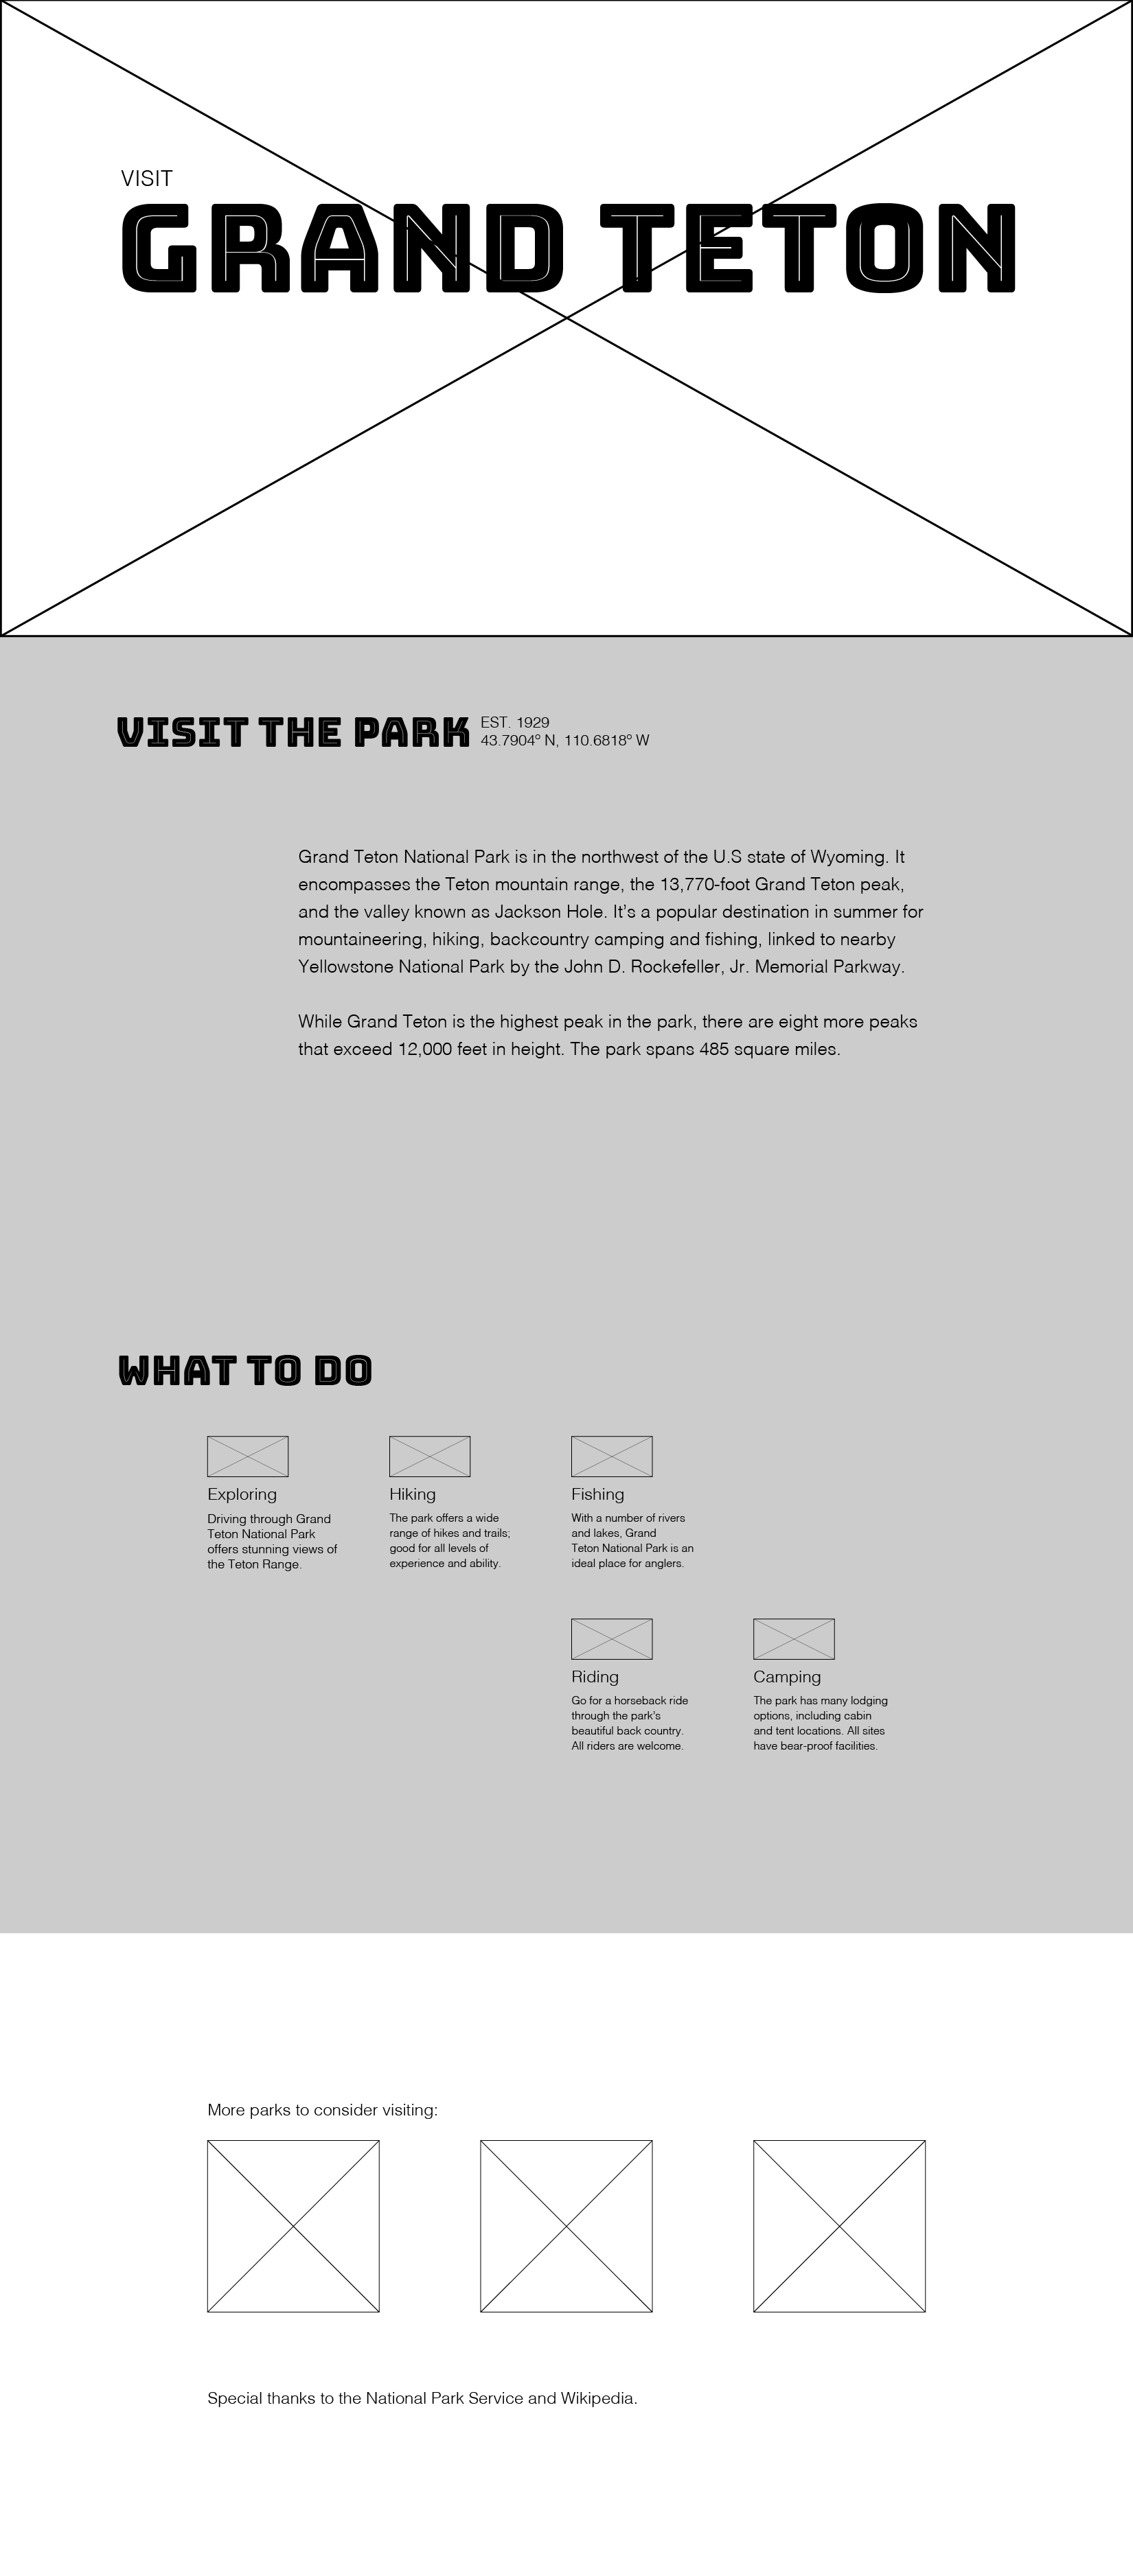 VISIT
GRAND TETON
VISIT THE PARK
EST. 1929
43.7904º N, 110.6818º W
Grand Teton National Park is in the northwest of the U.S state of Wyoming. It
encompasses the Teton mountain range, the 13,770-foot Grand Teton peak,
and the valley known as Jackson Hole. It’s a popular destination in summer for
mountaineering, hiking, backcountry camping and fishing, linked to nearby
Yellowstone National Park by the John D. Rockefeller, Jr. Memorial Parkway.
While Grand Teton is the highest peak in the park, there are eight more peaks
that exceed 12,000 feet in height. The park spans 485 square miles.
WHAT TO DO
Exploring
Driving through Grand
Teton National Park
offers stunning views of
the Teton Range.
Hiking
The park offers a wide
range of hikes and trails;
good for all levels of
experience and ability.
Fishing
With a number of rivers
and lakes, Grand
Teton National Park is an
ideal place for anglers.
Riding
Go for a horseback ride
through the park’s
beautiful back country.
All riders are welcome.
Camping
The park has many lodging
options, including cabin
and tent locations. All sites
have bear-proof facilities.
More parks to consider visiting:
Special thanks to the National Park Service and Wikipedia.